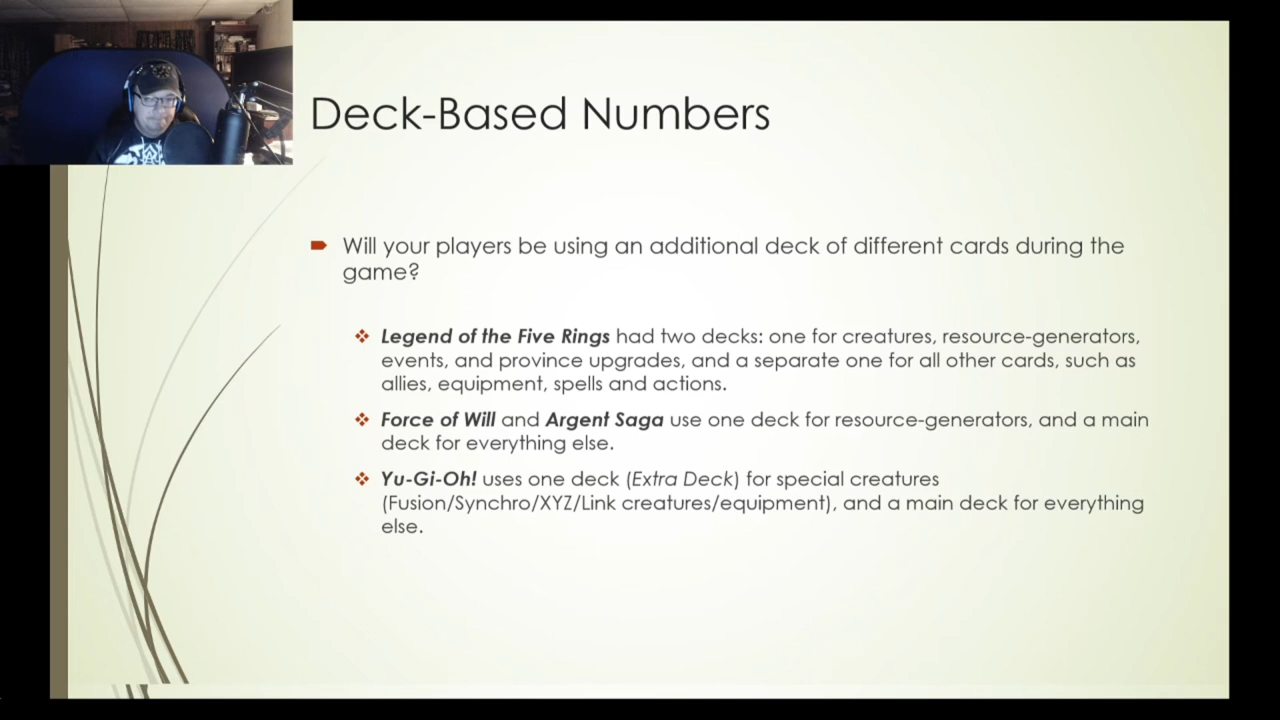 Deck-Based Numbers
Will your players be using an additional deck of different cards during the
game?
Legend of the Five Rings had two decks: one for creatures, resource-generators,
events, and province upgrades, and a separate one for all other cards, such as
allies, equipment, spells and actions.
Force of Will and Argent Saga use one deck for resource-generators, and a main
deck for everything else.
Yu-Gi-Oh! uses one deck (Extra Deck) for special creatures
(Fusion/Synchro/XYZ/Link creatures/equipment), and a main deck for everything
else.